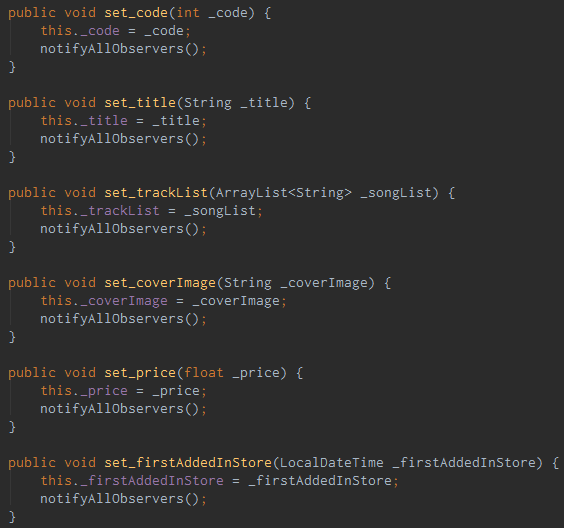 public void set_code(int _code) {
this._code = _code;
notifyAllObservers();
}
public void set_title(String _title) {
this._title = _title;
notifyAllObservers();
}
public void set_trackList(ArrayList<String> _songList) {
this._trackList = _songList;
notifyAllObservers();
}
public void set_coverImage(String _coverImage) {
this._coverImage = _coverImage;
notifyAllObservers();
}
public void set_price(float _price) {
this._price = _price;
notifyAllObservers();
}
public void set_firstAddedInStore(LocalDateTime _firstAddedInStore) {
this._firstAddedInStore = _firstAddedInStore;
notifyAllObservers();
}